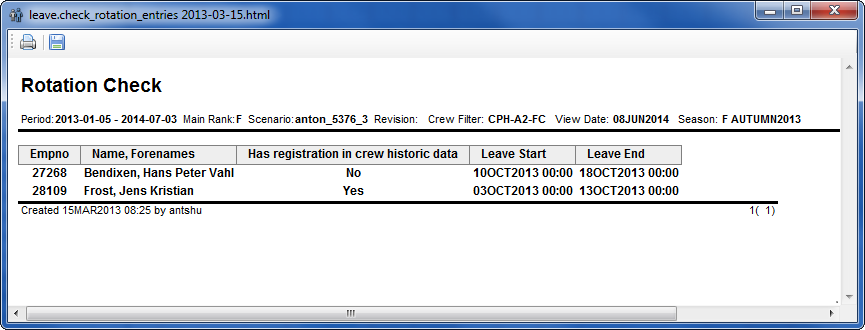 leave.check_rotation_entries 2013-03-15.html
Rotation Check
Period: 2013-01-05 - 2014-07-03 Main Rank: F Scenario: anton_5376_3 Revision: Crew Filter: CPH-A2-FC View Date: 08JUN2014 Season: F AUTUMN2013
Empno Name, Forenames Has registration in crew historic data Leave Start Leave End
27268 Bendixen, Hans Peter Vahl No 10OCT2013 00:00 18OCT2013 00:00
28109 Frost, Jens Kristian Yes 03OCT2013 00:00 13OCT2013 00:00
Created 15MAR2013 08:25 by antshu 1( 1)